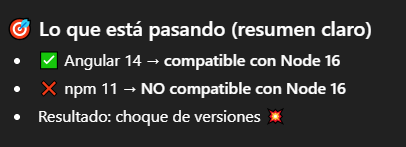 🎯 Lo que está pasando (resumen claro)
• ✅ Angular 14 → compatible con Node 16
• ❌ npm 11 → NO compatible con Node 16
• Resultado: choque de versiones 💥